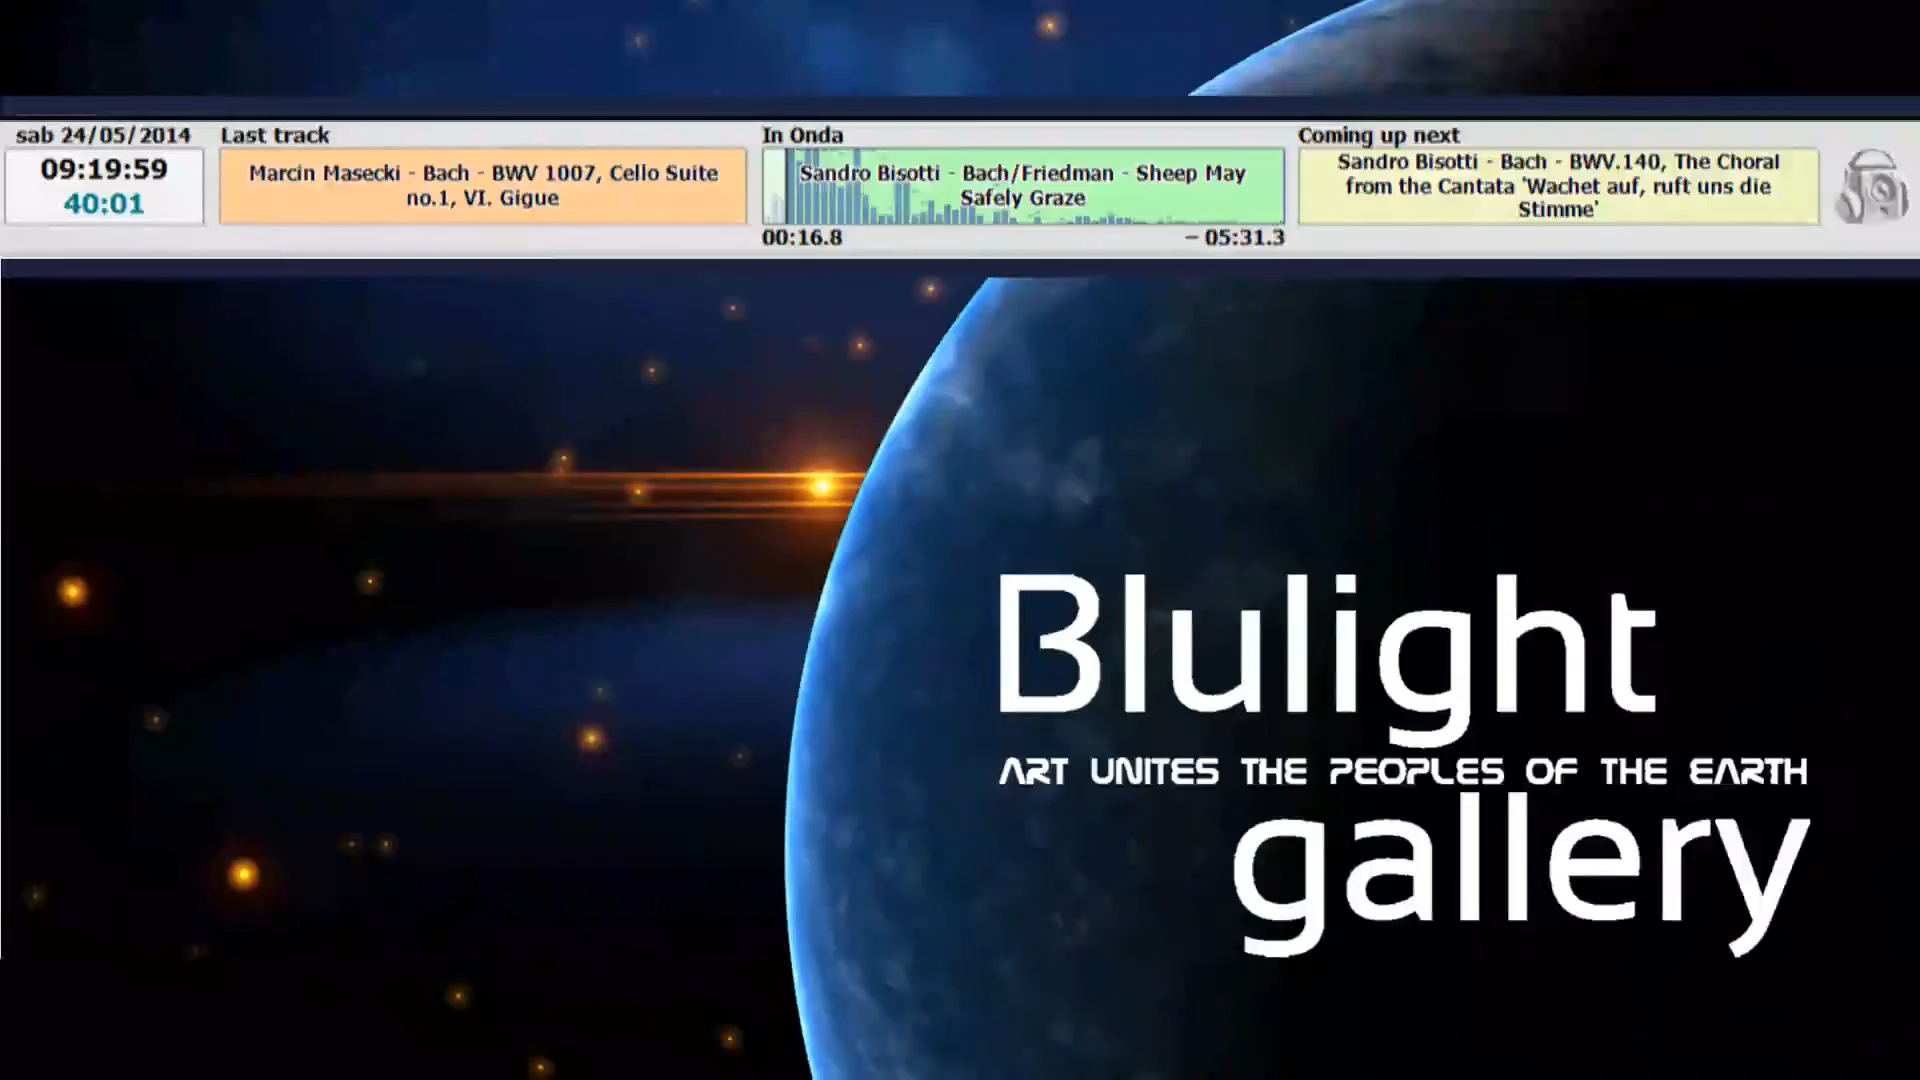 sab 24/05/2014
09:19:59
40:01
Last track
Marcin Masecki - Bach - BWV 1007, Cello Suite
no.1, VI. Gigue
In Onda
Sandro Bisotti - Bach/Friedman - Sheep May
Safely Graze
00:16.8
– 05:31.3
Coming up next
Sandro Bisotti - Bach - BWV.140, The Choral
from the Cantata 'Wachet auf, ruft uns die
Stimme'
Blulight
ART UNITES THE PEOPLES OF THE EARTH
gallery